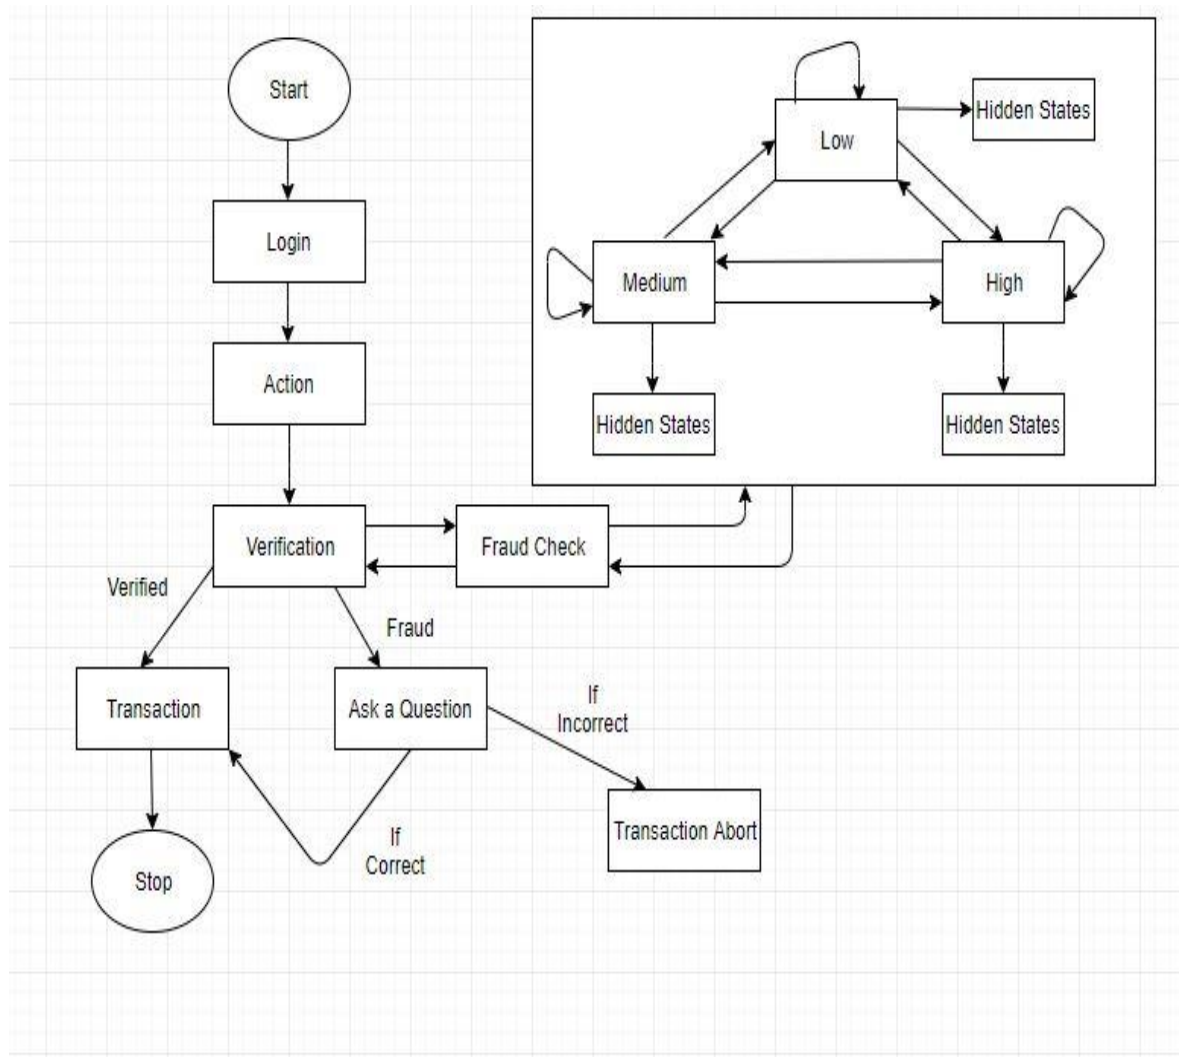 Start
Login
Action
Verification
Fraud Check
Verified
Fraud
Transaction
Ask a Question
If
Incorrect
If
Correct
Transaction Abort
Stop
Low
Hidden States
Medium
High
Hidden States
Hidden States